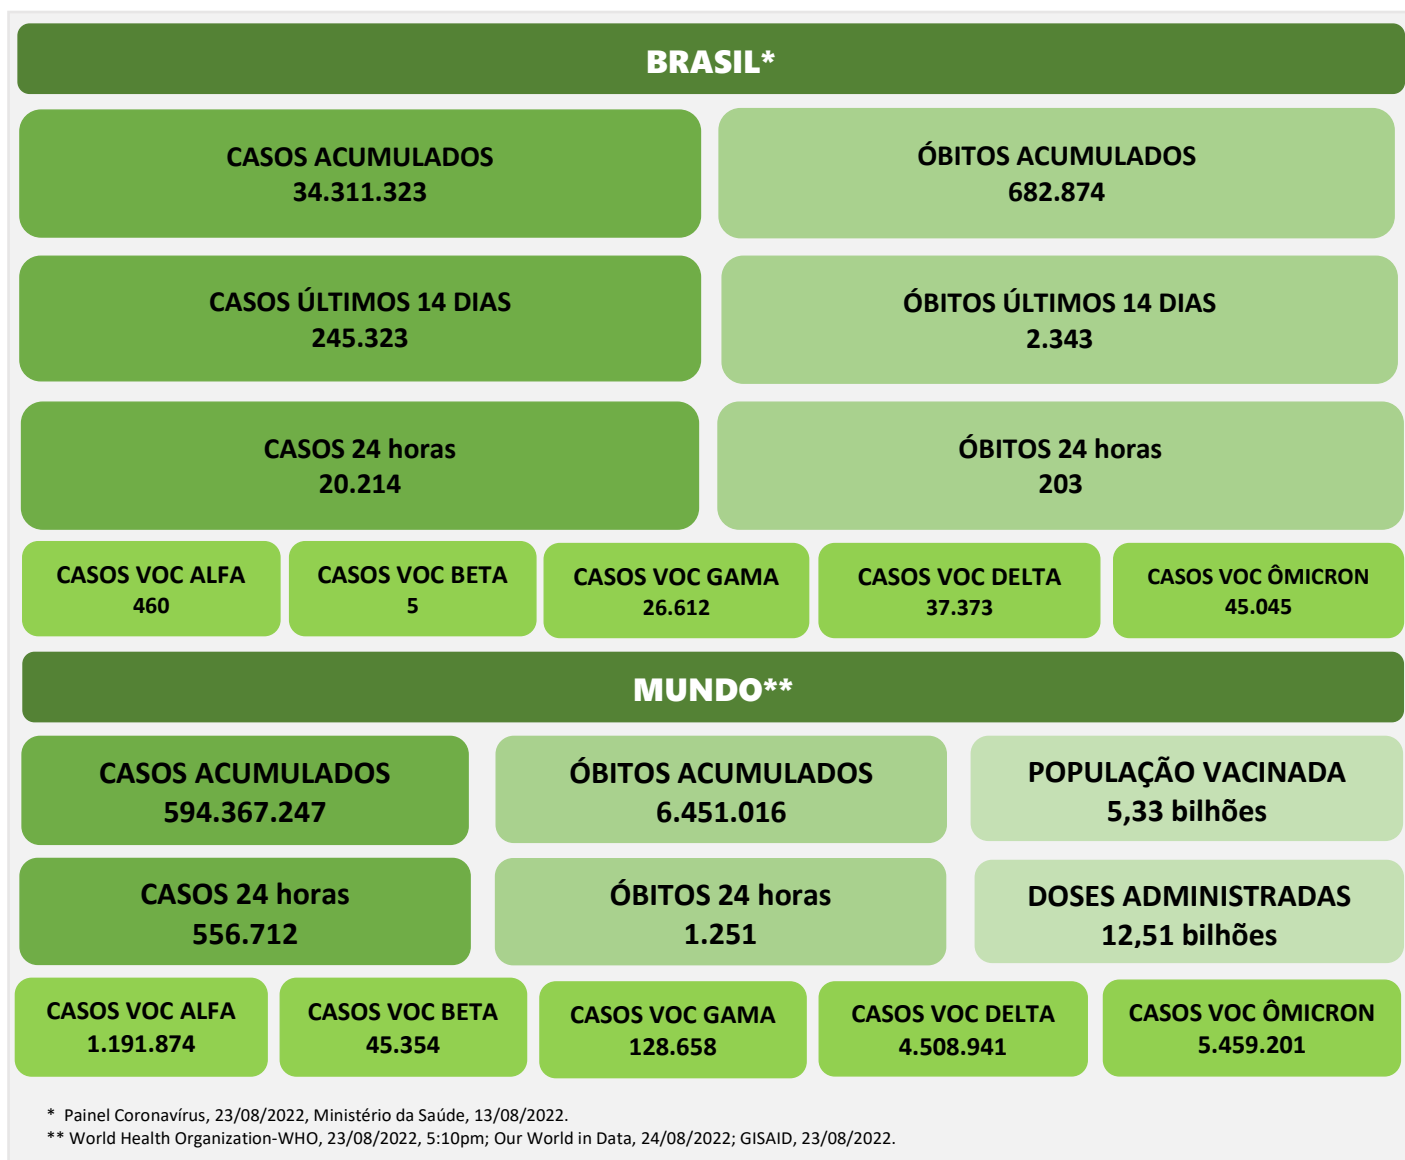 BRASIL*
CASOS ACUMULADOS
34.311.323
ÓBITOS ACUMULADOS
682.874
CASOS ÚLTIMOS 14 DIAS
245.323
ÓBITOS ÚLTIMOS 14 DIAS
2.343
CASOS 24 horas
20.214
ÓBITOS 24 horas
203
CASOS VOC ALFA
460
CASOS VOC BETA
5
CASOS VOC GAMA
26.612
CASOS VOC DELTA
37.373
CASOS VOC ÔMICRON
45.045
MUNDO**
CASOS ACUMULADOS
594.367.247
ÓBITOS ACUMULADOS
6.451.016
POPULAÇÃO VACINADA
5,33 bilhões
CASOS 24 horas
556.712
ÓBITOS 24 horas
1.251
DOSES ADMINISTRADAS
12,51 bilhões
CASOS VOC ALFA
1.191.874
CASOS VOC BETA
45.354
CASOS VOC GAMA
128.658
CASOS VOC DELTA
4.508.941
CASOS VOC ÔMICRON
5.459.201
* Painel Coronavírus, 23/08/2022, Ministério da Saúde, 13/08/2022.
** World Health Organization-WHO, 23/08/2022, 5:10pm; Our World in Data, 24/08/2022; GISAID, 23/08/2022.